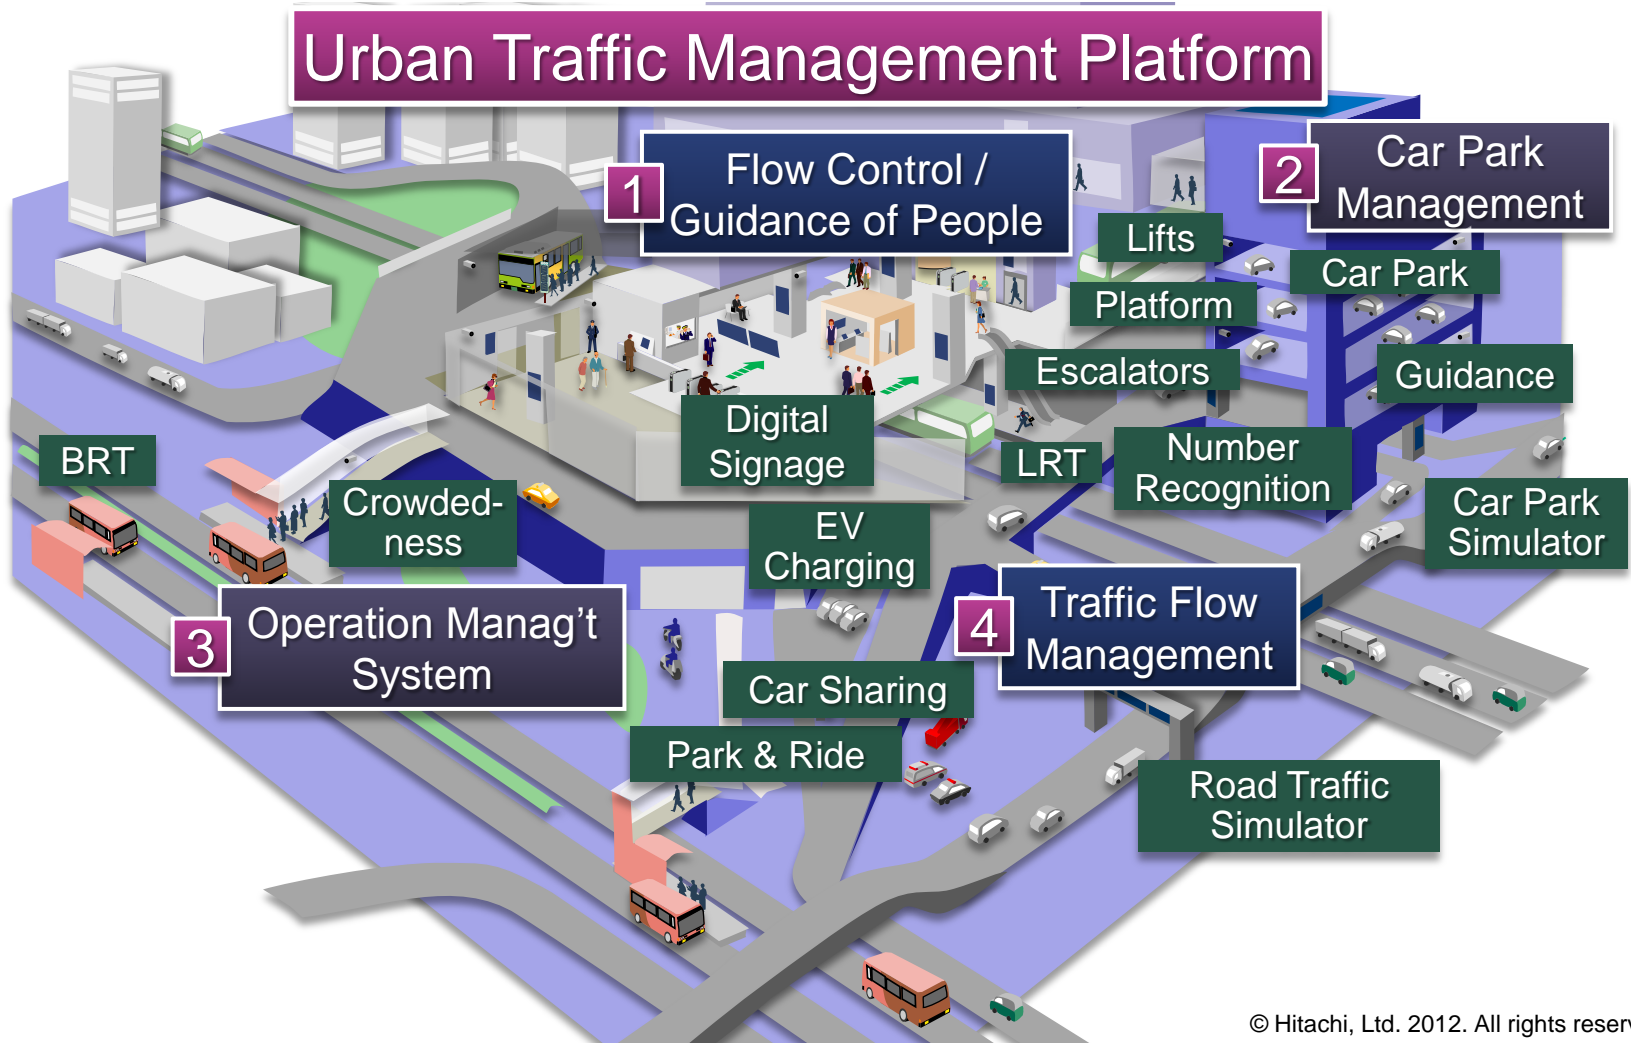 Urban Traffic Management Platform
1
Flow Control /
Guidance of People
2
Car Park
Management
Lifts
Car Park
Platform
Escalators
Guidance
Digital
Signage
BRT
LRT
Number
Recognition
Crowded-
ness
EV
Charging
Car Park
Simulator
3
Operation Manag't
System
4
Traffic Flow
Management
Car Sharing
Park & Ride
Road Traffic
Simulator
© Hitachi, Ltd. 2012. All rights reserv